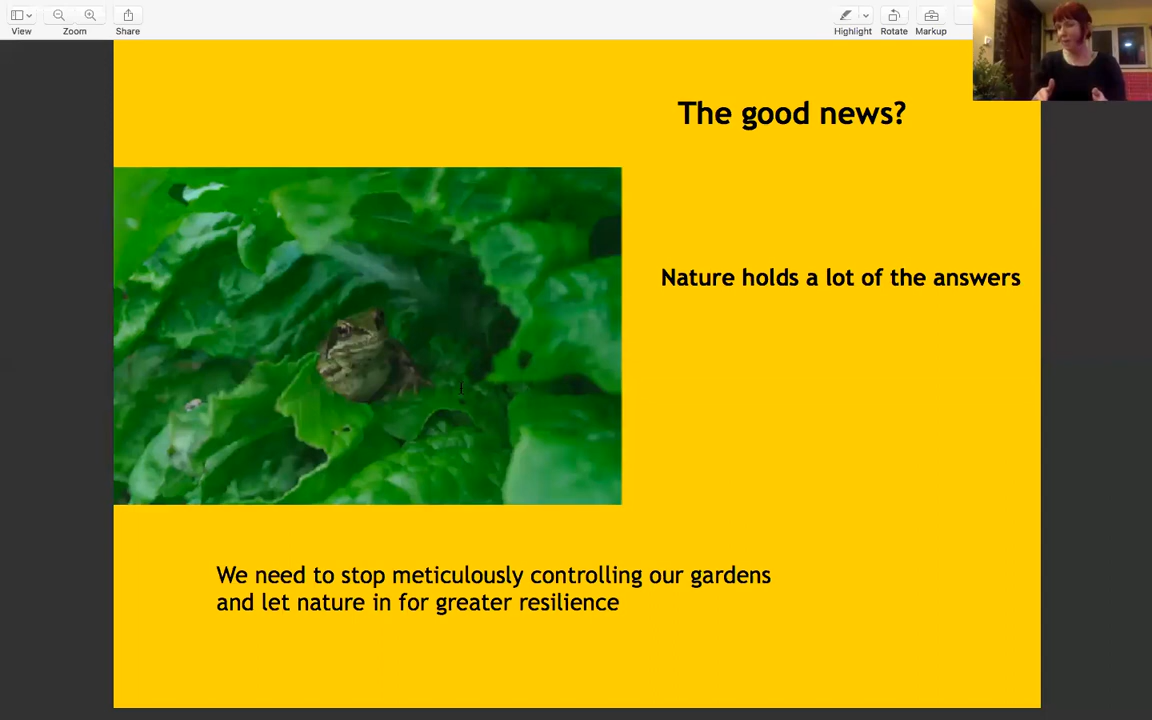 View
Zoom
Share
Highlight
Rotate
Markup
The good news?
Nature holds a lot of the answers
We need to stop meticulously controlling our gardens
and let nature in for greater resilience